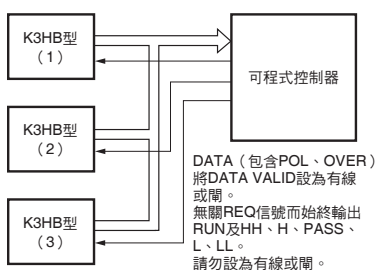 K3HB型
（1）
可程式控制器
K3HB型
（2）
K3HB型
（3）
DATA（包含POL、OVER）
將DATA VALID設為有線
或閘。
無關REQ信號而始終輸出
RUN及HH、H、PASS、
L、LL。
請勿設為有線或閘。